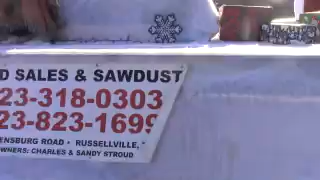 D SALES & SAWDUST
23-318-0303
23-823-1699
ENSBURG ROAD • RUSSELLVILLE,
OWNERS: CHARLES & SANDY STROUD